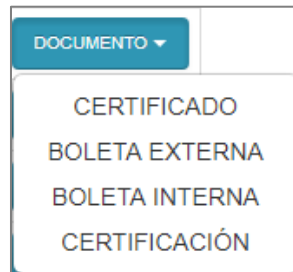 DOCUMENTO
CERTIFICADO
BOLETA EXTERNA
BOLETA INTERNA
CERTIFICACIÓN